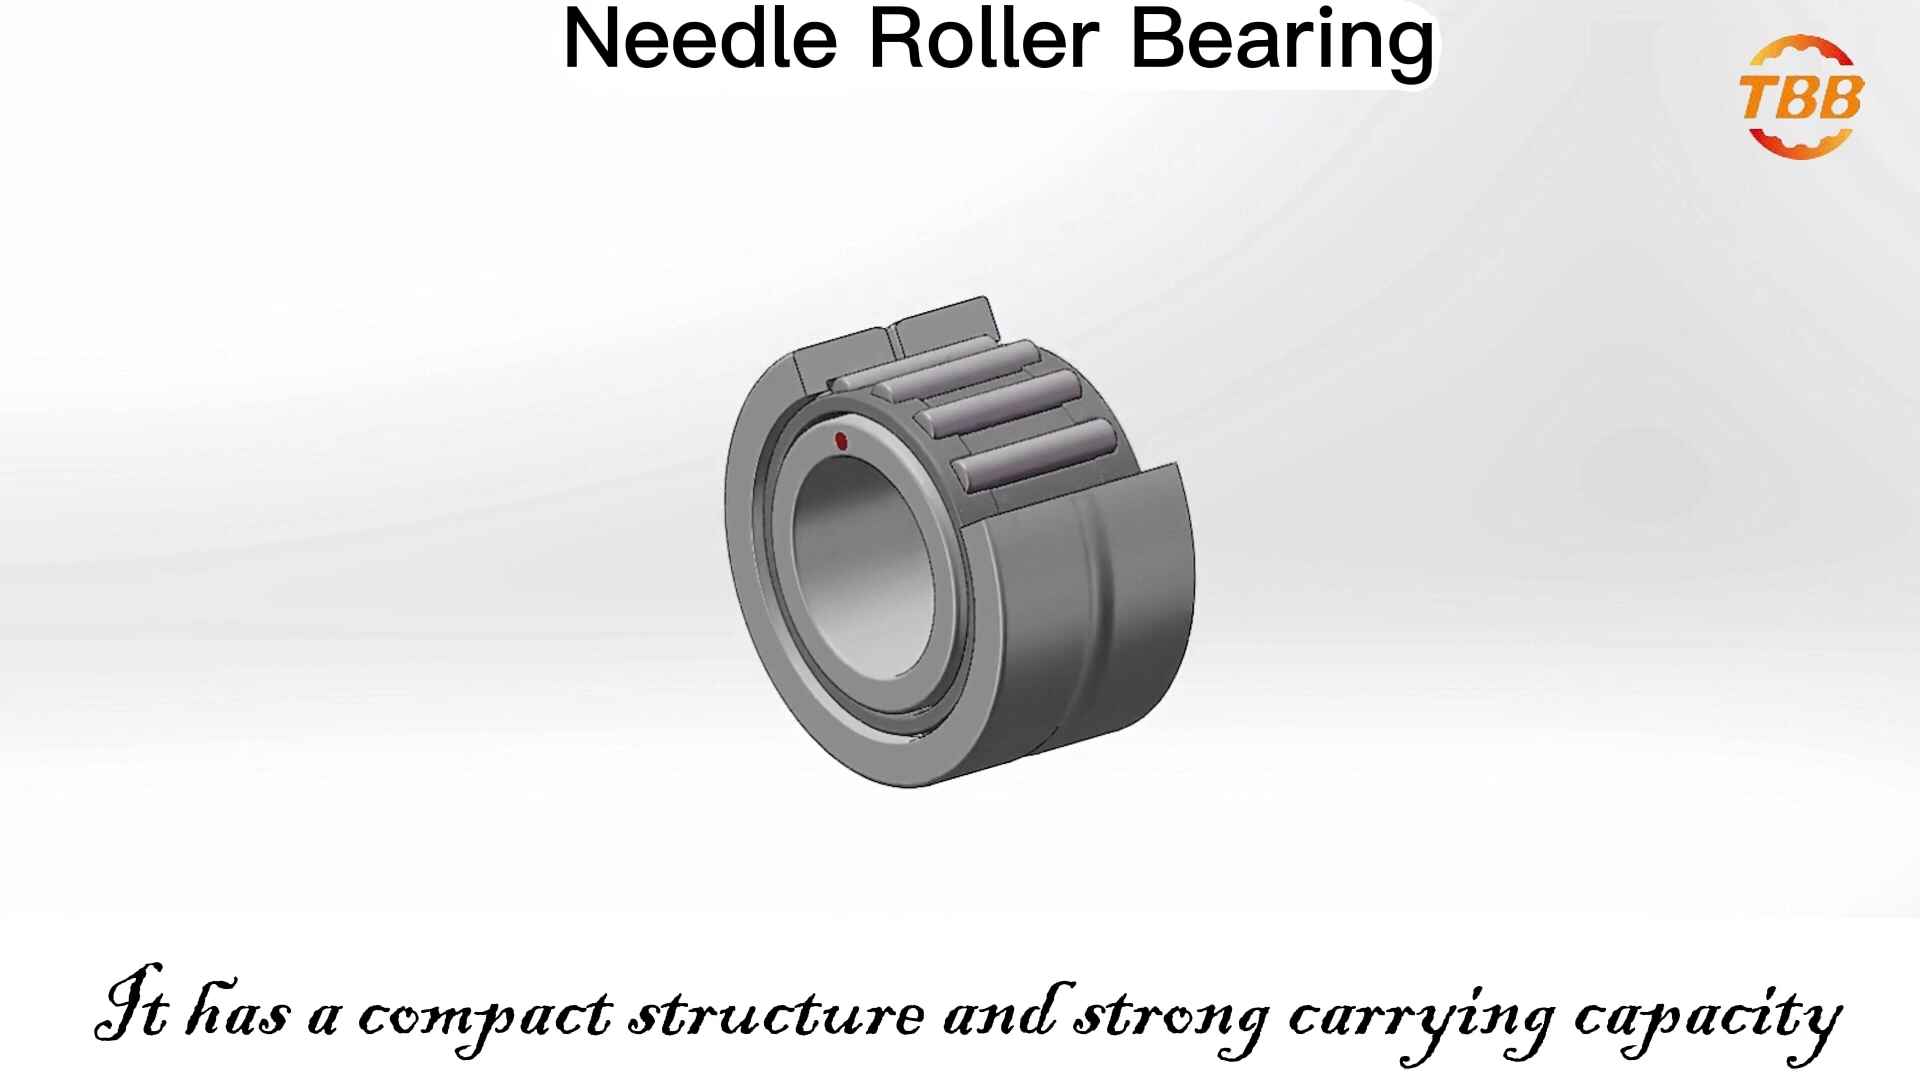 Needle Roller Bearing
TBB
It has a compact structure and strong carrying capacity